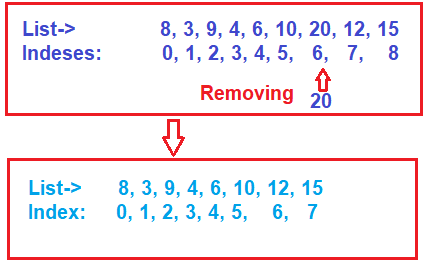 List-> 8, 3, 9, 4, 6, 10, 20, 12, 15
Indeses: 0, 1, 2, 3, 4, 5, 6, 7, 8
Removing 20
List-> 8, 3, 9, 4, 6, 10, 12, 15
Index: 0, 1, 2, 3, 4, 5, 6, 7